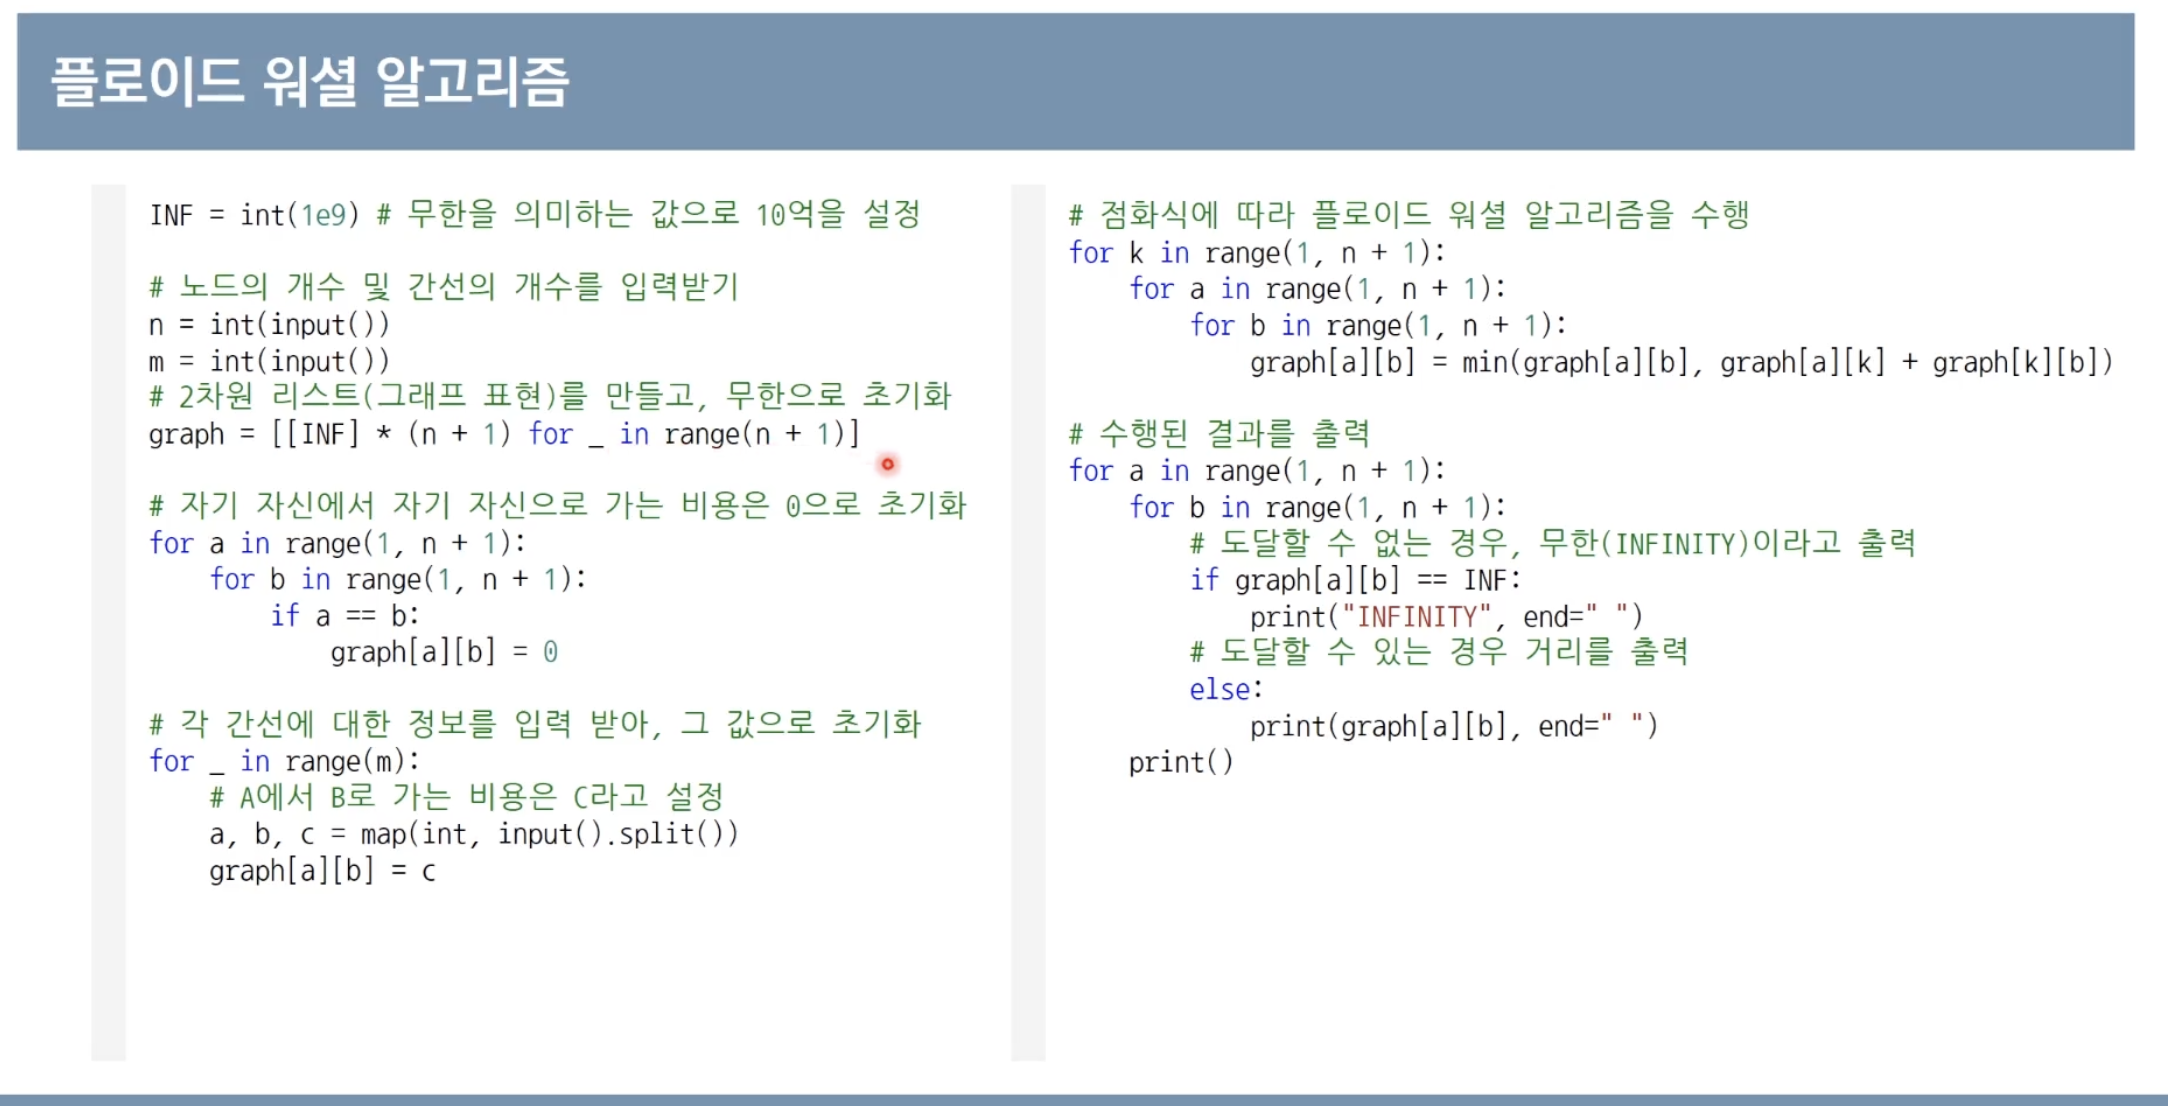 플로이드 워셜 알고리즘
INF = int(1e9) # 무한을 의미하는 값으로 10억을 설정
# 노드의 개수 및 간선의 개수를 입력받기
n = int(input())
m = int(input())
# 2차원 리스트(그래프 표현)를 만들고, 무한으로 초기화
graph = [[INF] * (n + 1) for _ in range(n + 1)]
# 자기 자신에서 자기 자신으로 가는 비용은 0으로 초기화
for a in range(1, n + 1):
    for b in range(1, n + 1):
        if a == b:
            graph[a][b] = 0
# 각 간선에 대한 정보를 입력 받아, 그 값으로 초기화
for _ in range(m):
    # A에서 B로 가는 비용은 C라고 설정
    a, b, c = map(int, input().split())
    graph[a][b] = c
# 점화식에 따라 플로이드 워셜 알고리즘을 수행
for k in range(1, n + 1):
    for a in range(1, n + 1):
        for b in range(1, n + 1):
            graph[a][b] = min(graph[a][b], graph[a][k] + graph[k][b])
# 수행된 결과를 출력
for a in range(1, n + 1):
    for b in range(1, n + 1):
        # 도달할 수 없는 경우, 무한(INFINITY)이라고 출력
        if graph[a][b] == INF:
            print("INFINITY", end=" ")
        # 도달할 수 있는 경우 거리를 출력
        else:
            print(graph[a][b], end=" ")
    print()